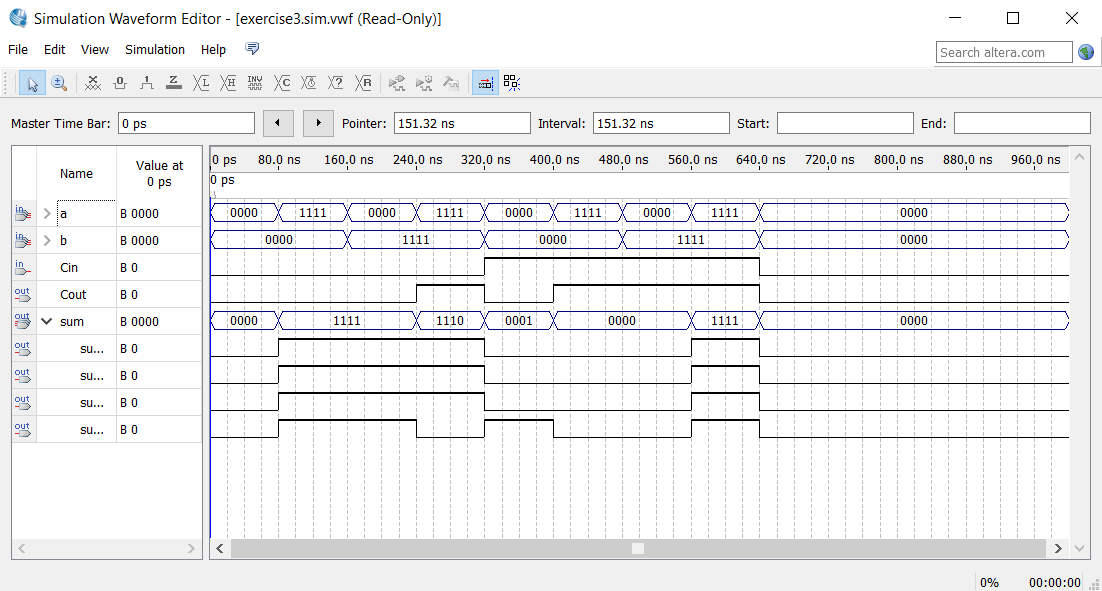 Simulation Waveform Editor - [exercise3.sim.vwf (Read-Only)]
File Edit View Simulation Help
Search altera.com
Master Time Bar: 0 ps Pointer: 151.32 ns Interval: 151.32 ns Start: End:
Name Value at 0 ps
0 ps 80.0 ns 160.0 ns 240.0 ns 320.0 ns 400.0 ns 480.0 ns 560.0 ns 640.0 ns 720.0 ns 800.0 ns 880.0 ns 960.0 ns
0 ps
a B 0000 0000 1111 0000 1111 0000 1111 0000 1111 0000
b B 0000 0000 1111 0000 1111 0000
Cin B 0
Cout B 0
sum B 0000 0000 1111 1110 0001 0000 1111 0000
su... B 0
su... B 0
su... B 0
su... B 0
0% 00:00:00